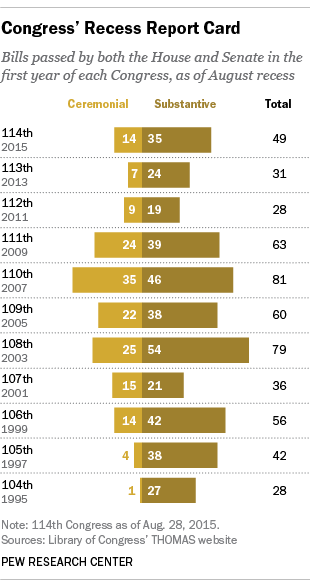 Congress' Recess Report Card
Bills passed by both the House and Senate in the
first year of each Congress, as of August recess
Ceremonial Substantive Total
114th
2015
14 35 49
113th
2013
7 24 31
112th
2011
9 19 28
111th
2009
24 39 63
110th
2007
35 46 81
109th
2005
22 38 60
108th
2003
25 54 79
107th
2001
15 21 36
106th
1999
14 42 56
105th
1997
4 38 42
104th
1995
1 27 28
Note: 114th Congress as of Aug. 28, 2015.
Sources: Library of Congress' THOMAS website
PEW RESEARCH CENTER